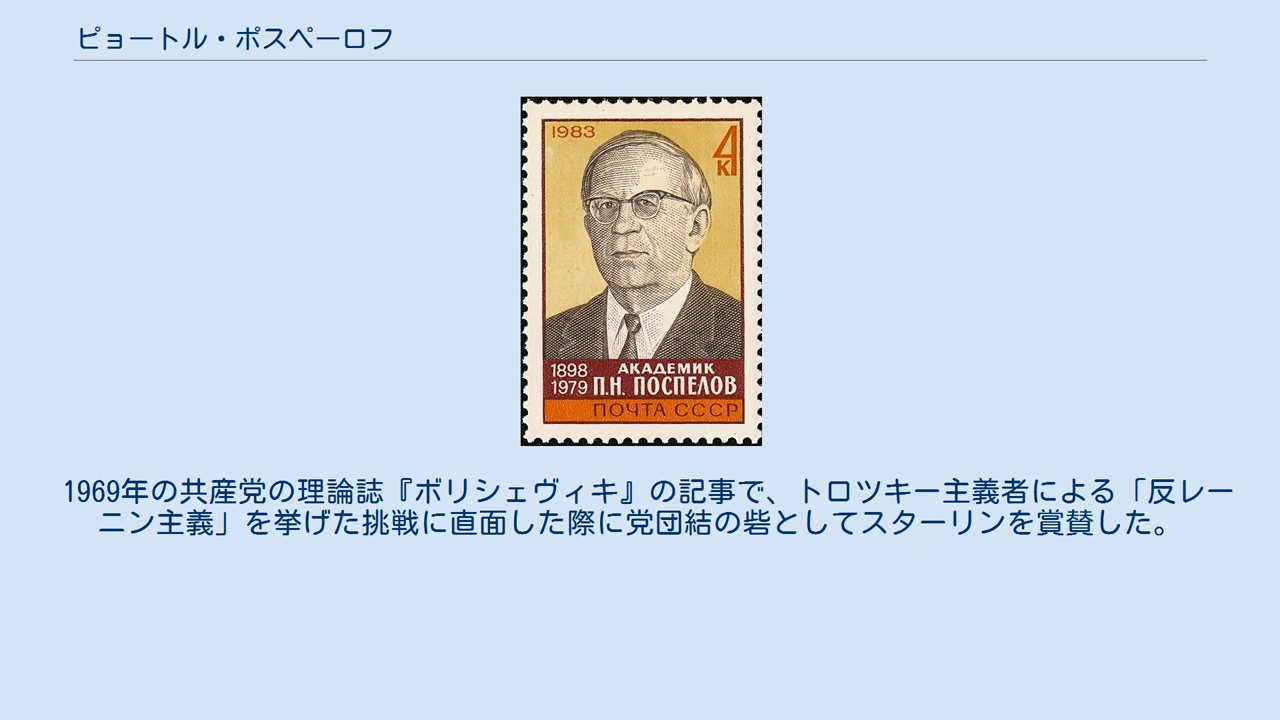 ピョートル・ポスペーロフ
1983
4
К
1898
АКАДЕМИК
1979
П.Н. ПОСПЕЛОВ
ПОЧТА СССР
1969年の共産党の理論誌『ボリシェヴィキ』の記事で、トロツキー主義者による「反レー
ニン主義」を挙げた挑戦に直面した際に党団結の砦としてスターリンを賞賛した。